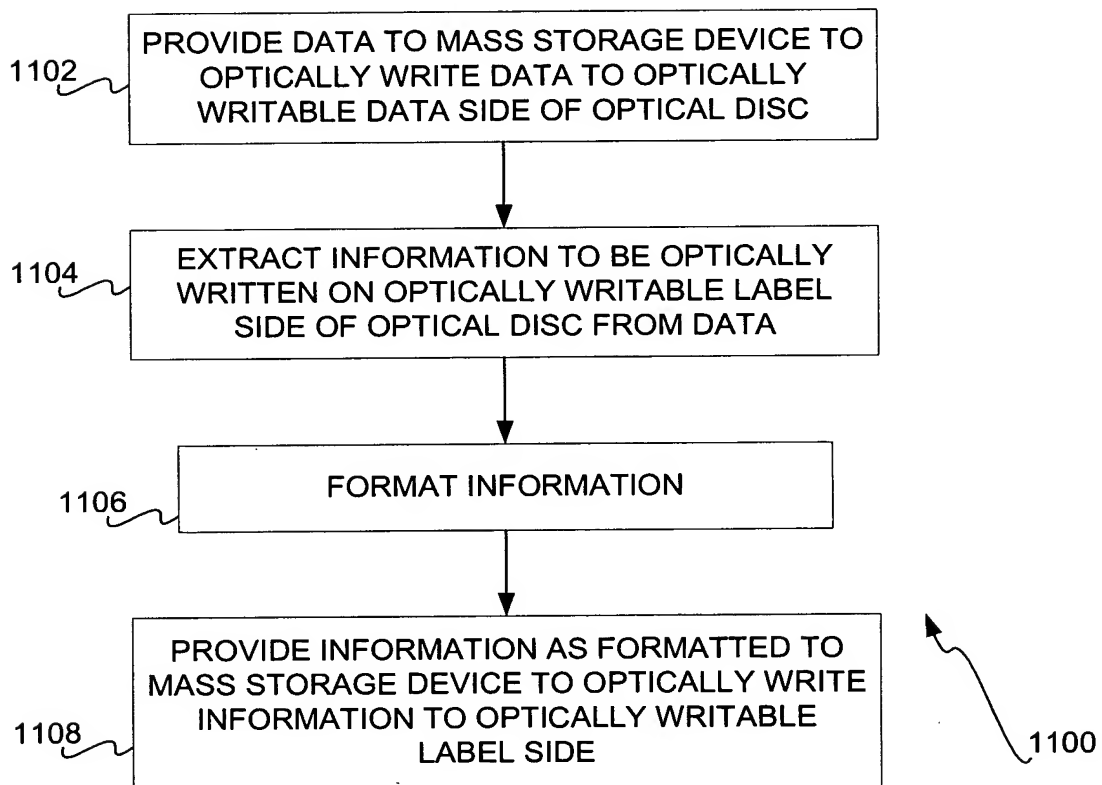 PROVIDE DATA TO MASS STORAGE DEVICE TO
OPTICALLY WRITE DATA TO OPTICALLY
WRITABLE DATA SIDE OF OPTICAL DISC
1102
EXTRACT INFORMATION TO BE OPTICALLY
WRITTEN ON OPTICALLY WRITABLE LABEL
SIDE OF OPTICAL DISC FROM DATA
1104
FORMAT INFORMATION
1106
PROVIDE INFORMATION AS FORMATTED TO
MASS STORAGE DEVICE TO OPTICALLY WRITE
INFORMATION TO OPTICALLY WRITABLE
LABEL SIDE
1108
1100